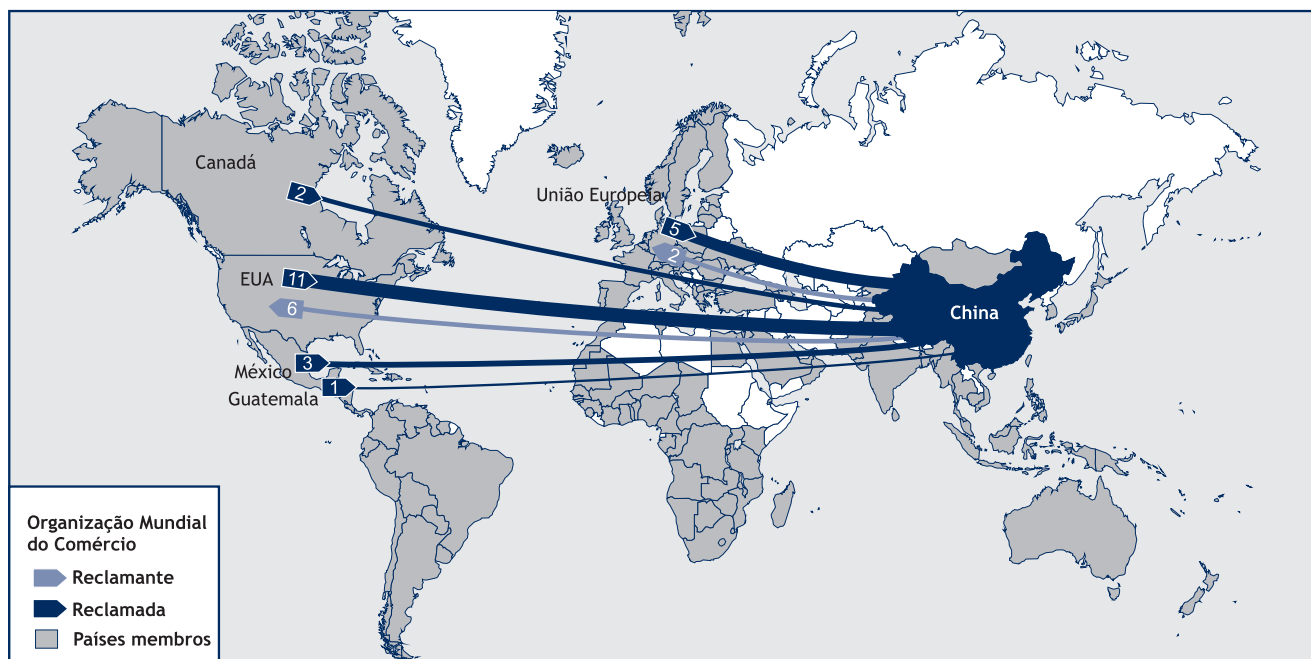 Canadá
2
União Europeia
5
2
EUA
11
6
China
México
3
Guatemala
1
Organização Mundial
do Comércio
Reclamante
Reclamada
Países membros